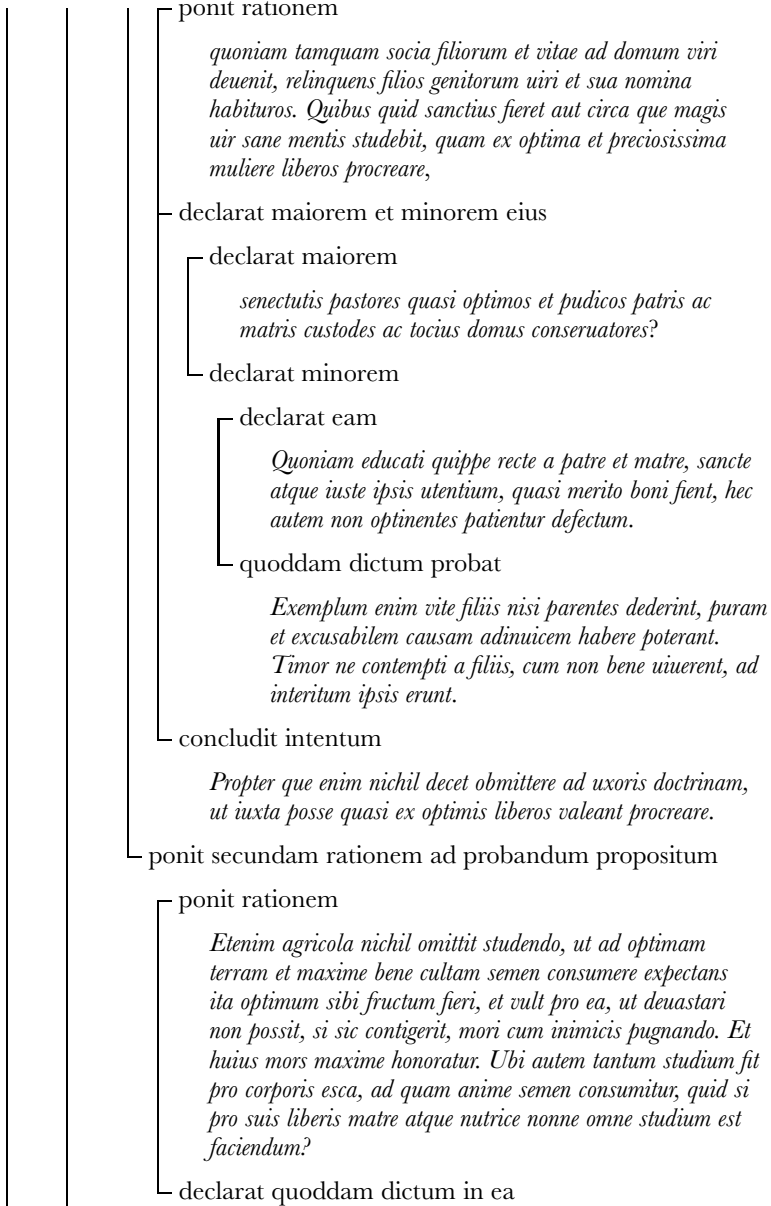 ponit rationem
quoniam tamquam socia filiorum et vitae ad domum viri
deuenit, relinquens filios genitorum uiri et sua nomina
habituros. Quibus quid sanctius fieret aut circa que magis
uir sane mentis studebit, quam ex optima et preciosissima
muliere liberos procreare,
declarat maiorem et minorem eius
declarat maiorem
senectutis pastores quasi optimos et pudicos patris ac
matris custodes ac tocius domus conseruatores?
declarat minorem
declarat eam
Quoniam educati quippe recte a patre et matre, sancte
atque iuste ipsis utentium, quasi merito boni fient, hec
autem non optinentes patientur defectum.
quoddam dictum probat
Exemplum enim vite filiis nisi parentes dederint, puram
et excusabilem causam adinuicem habere poterant.
Timor ne contempti a filiis, cum non bene uiuerent, ad
interitum ipsis erunt.
concludit intentum
Propter que enim nichil decet obmittere ad uxoris doctrinam,
ut iuxta posse quasi ex optimis liberos valeant procreare.
ponit secundam rationem ad probandum propositum
ponit rationem
Etenim agricola nichil omittit studendo, ut ad optimam
terram et maxime bene cultam semen consumere expectans
ita optimum sibi fructum fieri, et vult pro ea, ut deuastari
non possit, si sic contigerit, mori cum inimicis pugnando. Et
huius mors maxime honoratur. Ubi autem tantum studium fit
pro corporis esca, ad quam anime semen consumitur, quid si
pro suis liberis matre atque nutrice nonne omne studium est
faciendum?
declarat quoddam dictum in ea